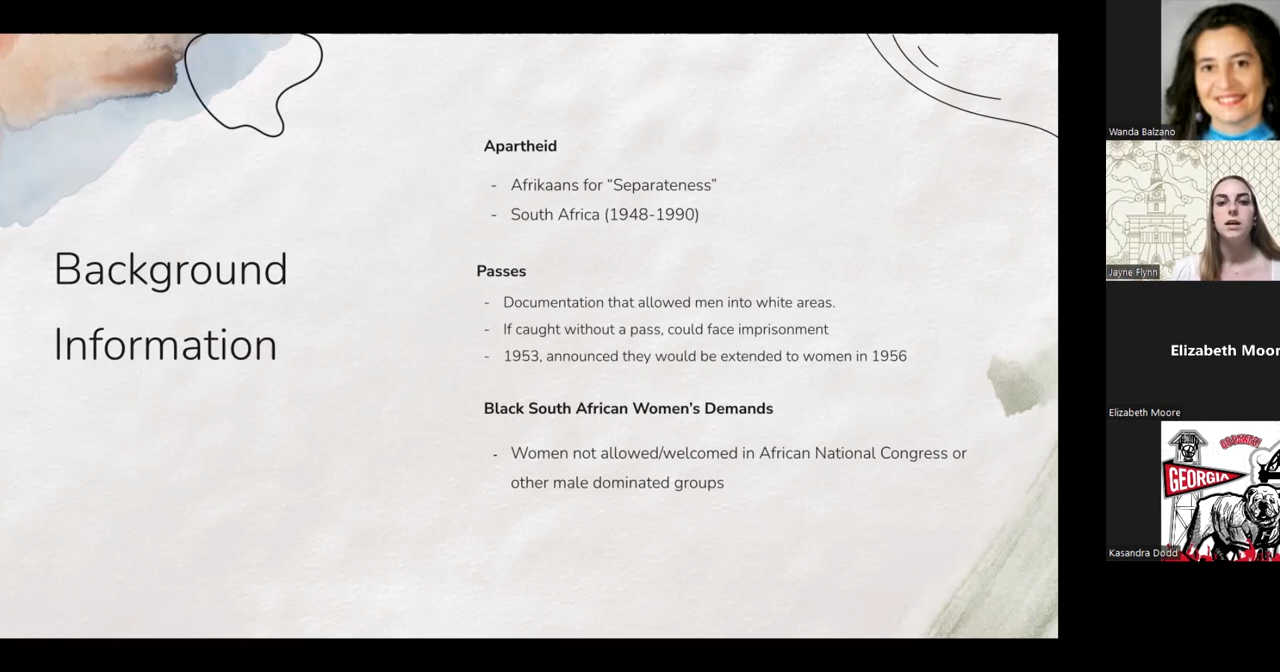 Background
Information
Apartheid
- Afrikaans for “Separateness”
- South Africa (1948-1990)
Passes
- Documentation that allowed men into white areas.
- If caught without a pass, could face imprisonment
- 1953, announced they would be extended to women in 1956
Black South African Women’s Demands
- Women not allowed/welcomed in African National Congress or
other male dominated groups
Wanda Balzano
Jayne Flynn
Elizabeth Moor
Elizabeth Moore
GEORGIA
Kasandra Dodd